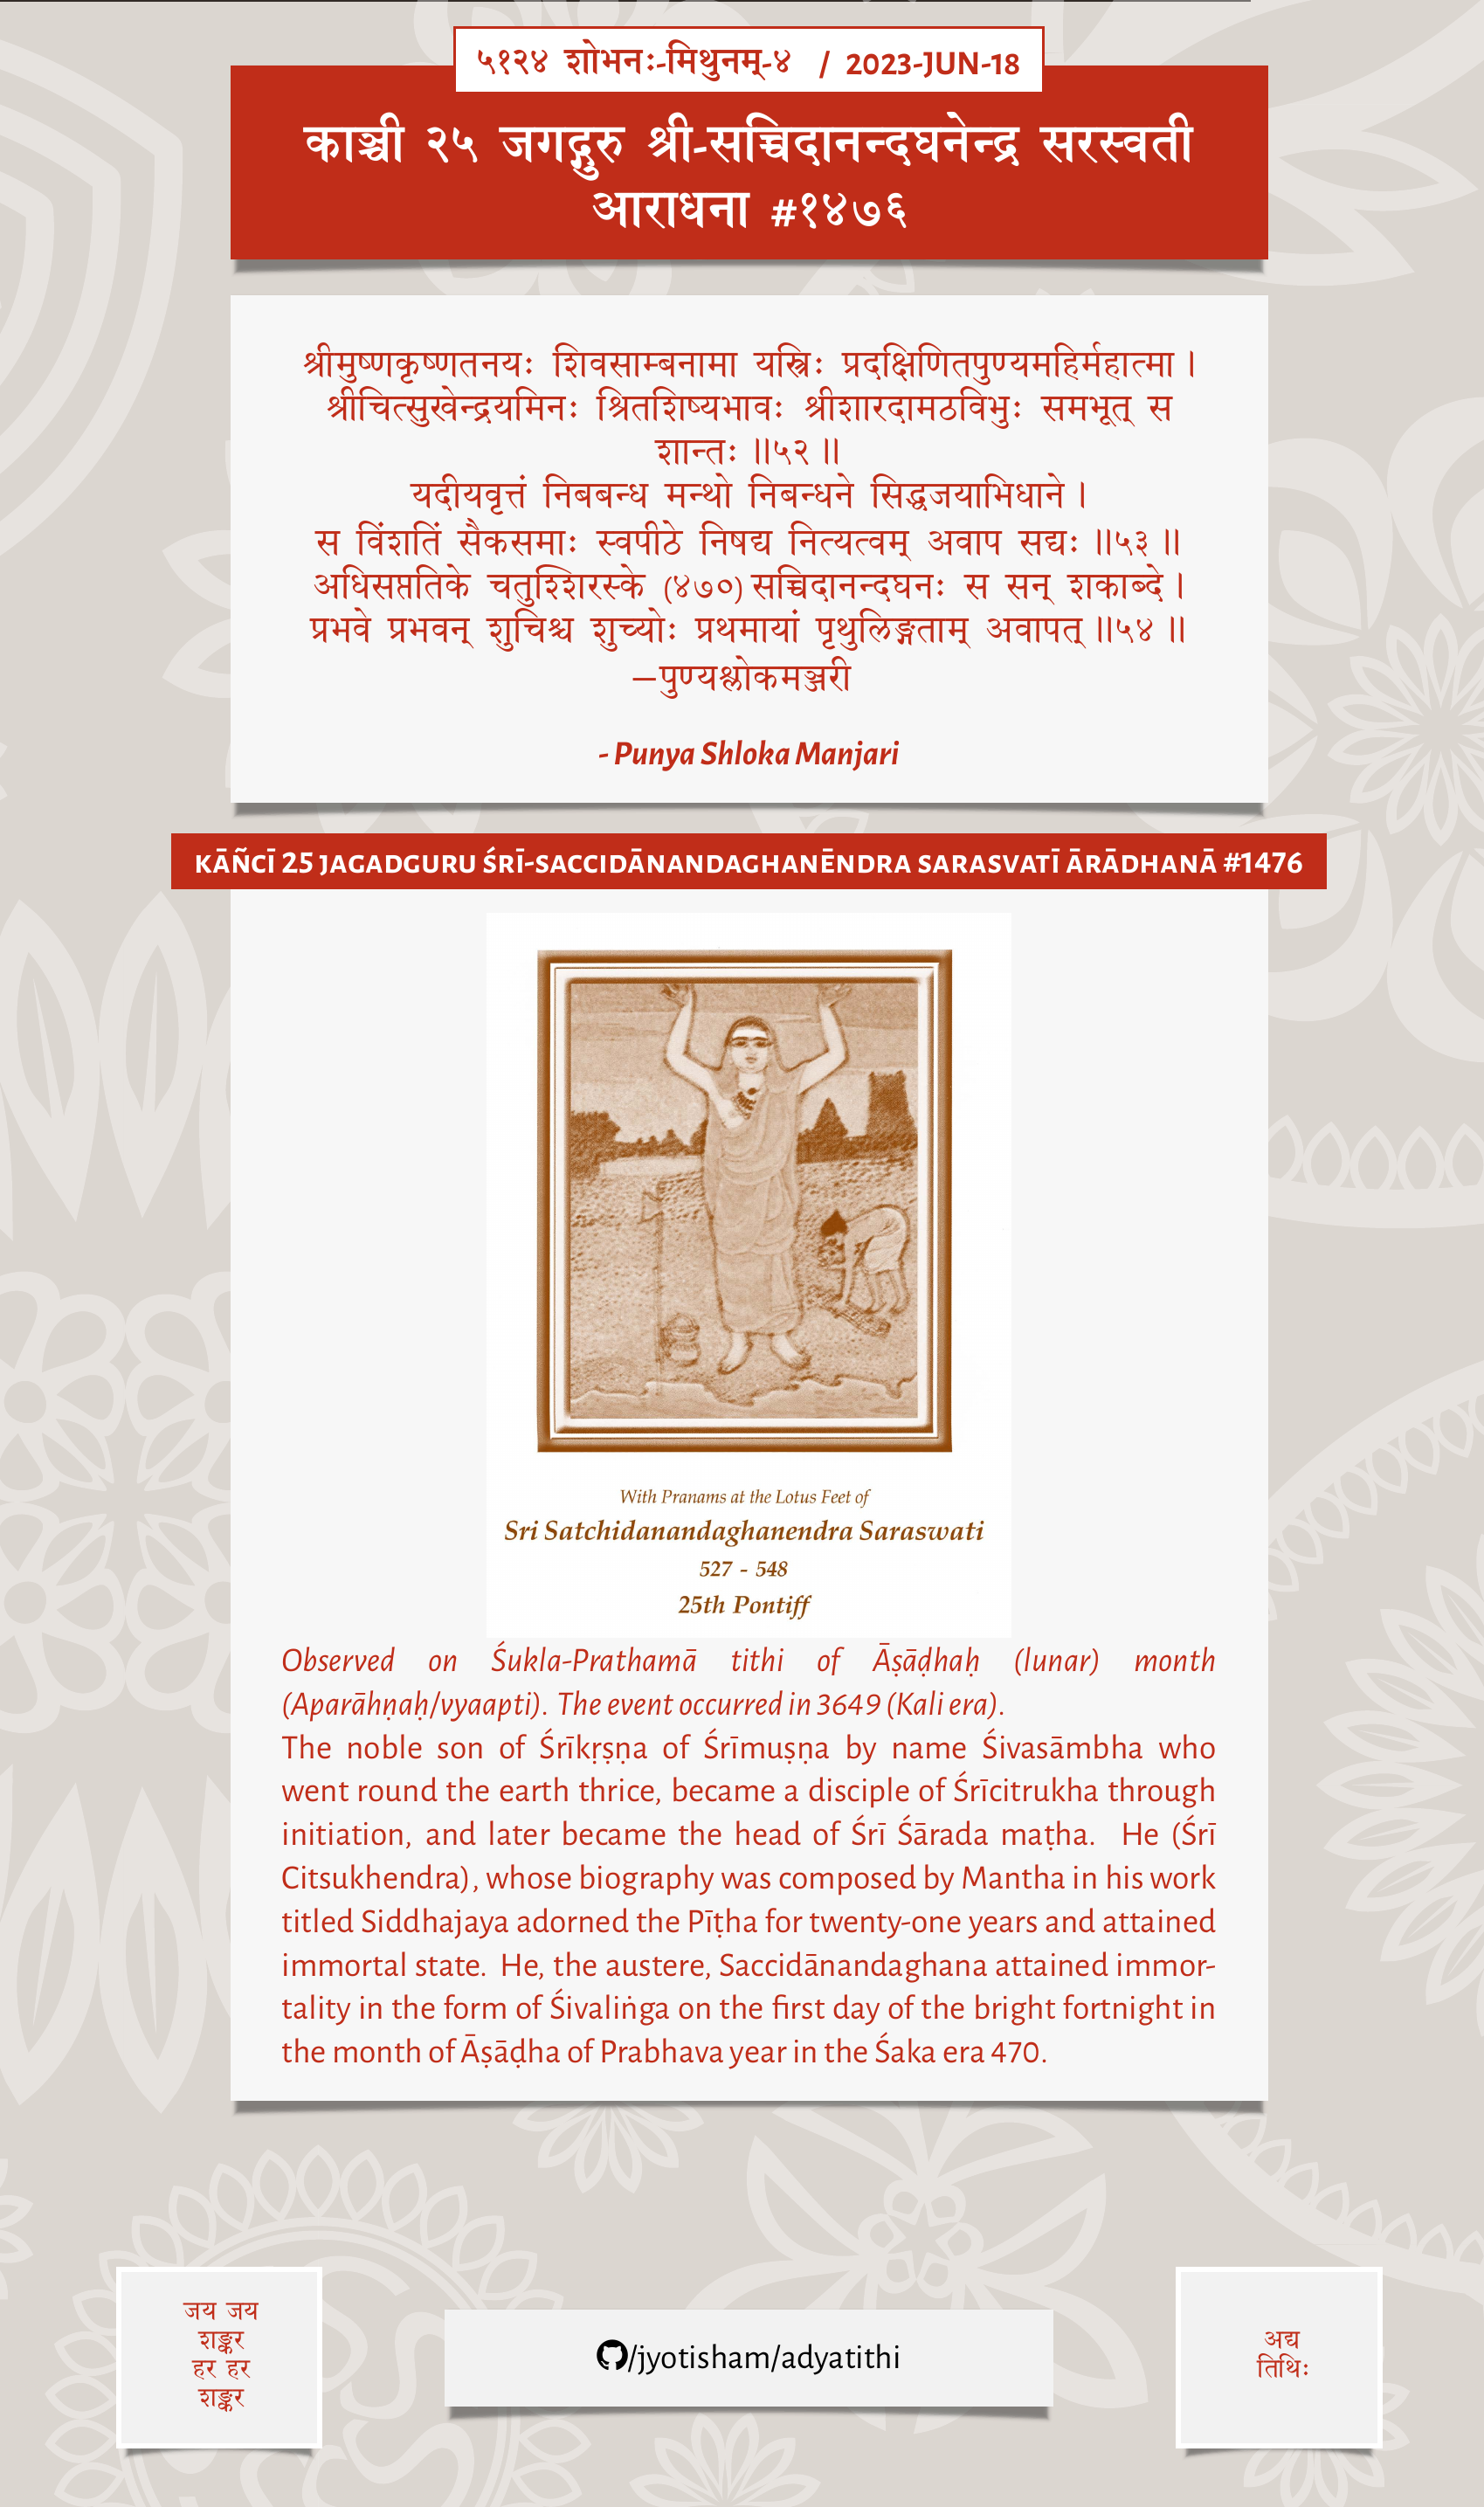 ५१२४ शोभनः-मिथुनम्-४ / 2023-JUN-18
काञ्ची २५ जगद्गुरु श्री-सच्चिदानन्दघनेन्द्र सरस्वती
आराधना #१४७६
श्रीमुष्णकृष्णतनयः शिवसाम्बनामा यस्त्रिः प्रदक्षिणितपुण्यमहिर्महात्मा।
श्रीचित्सुखेन्द्रयमिनः श्रितशिष्यभावः श्रीशारदामठविभुः समभूत् स
शान्तः॥५२॥
यदीयवृत्तं निबबन्ध मन्थो निबन्धने सिद्धजयाभिधाने।
स विंशतिं सैकसमाः स्वपीठे निषद्य नित्यत्वम् अवाप सद्यः॥५३॥
अधिसप्ततिके चतुश्शिरस्के (४७०) सच्चिदानन्दघनः स सन् शकाब्दे।
प्रभवे प्रभवन् शुचिश्च शुच्योः प्रथमायां पृथुलिङ्गताम् अवापत्॥५४॥
—पुण्यश्लोकमञ्जरी
- Punya Shloka Manjari
KĀÑCĪ 25 JAGADGURU ŚRĪ-SACCIDĀNANDAGHANĒNDRA SARASVATĪ ĀRĀDHANĀ #1476
With Pranams at the Lotus Feet of
Sri Satchidanandaghanendra Saraswati
527 - 548
25th Pontiff
Observed on Śukla-Prathamā tithi of Āṣāḍhaḥ (lunar) month
(Aparāhṇaḥ/vyaapti). The event occurred in 3649 (Kali era).
The noble son of Śrīkṛṣṇa of Śrīmuṣṇa by name Śivasāmbha who
went round the earth thrice, became a disciple of Śrīcitrukha through
initiation, and later became the head of Śrī Śārada maṭha. He (Śrī
Citsukhendra), whose biography was composed by Mantha in his work
titled Siddhajaya adorned the Pīṭha for twenty-one years and attained
immortal state. He, the austere, Saccidānandaghana attained immor-
tality in the form of Śivaliṅga on the first day of the bright fortnight in
the month of Āṣāḍha of Prabhava year in the Śaka era 470.
जय जय
शङ्कर
हर हर
शङ्कर
/jyotisham/adyatithi
अद्य
तिथिः